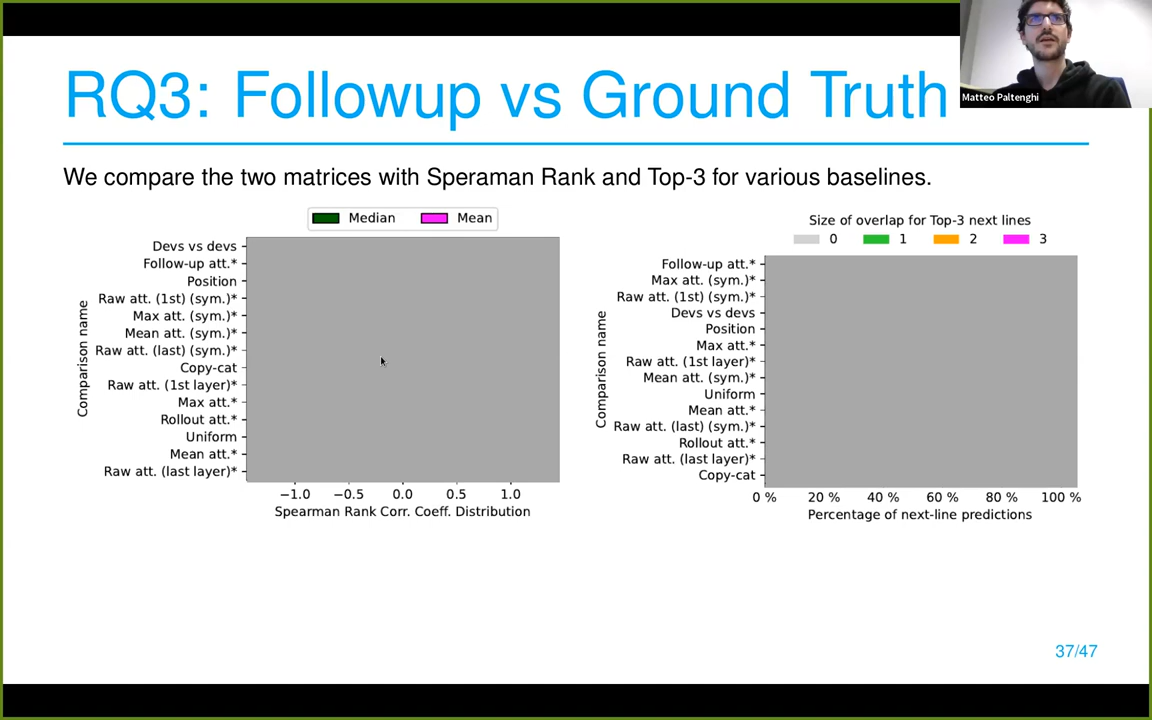 RQ3: Followup vs Ground Truth
Matteo Paltenghi
We compare the two matrices with Speraman Rank and Top-3 for various baselines.
Median Mean
Comparison name
Devs vs devs
Follow-up att.*
Position
Raw att. (1st) (sym.)*
Max att. (sym.)*
Mean att. (sym.)*
Raw att. (last) (sym.)*
Copy-cat
Raw att. (1st layer)*
Max att.*
Rollout att.*
Uniform
Mean att.*
Raw att. (last layer)*
−1.0 −0.5 0.0 0.5 1.0
Spearman Rank Corr. Coeff. Distribution
Size of overlap for Top-3 next lines
0 1 2 3
Comparison name
Follow-up att.*
Max att. (sym.)*
Raw att. (1st) (sym.)*
Devs vs devs
Position
Max att.*
Raw att. (1st layer)*
Mean att. (sym.)*
Uniform
Mean att.*
Raw att. (last) (sym.)*
Rollout att.*
Raw att. (last layer)*
Copy-cat
0 % 20 % 40 % 60 % 80 % 100 %
Percentage of next-line predictions
37/47